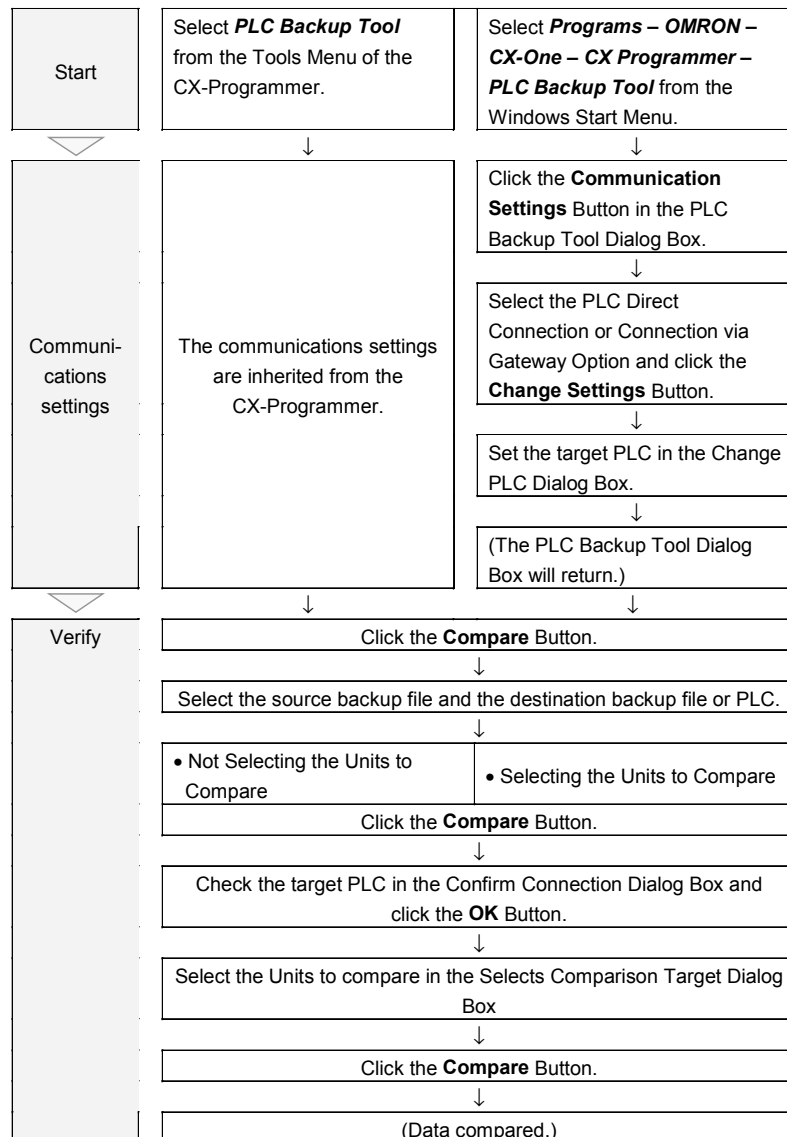 Start
Select PLC Backup Tool
from the Tools Menu of the
CX-Programmer.
Select Programs – OMRON –
CX-One – CX Programmer –
PLC Backup Tool from the
Windows Start Menu.
↓
↓
Communi-
cations
settings
The communications settings
are inherited from the
CX-Programmer.
Click the Communication
Settings Button in the PLC
Backup Tool Dialog Box.
↓
Select the PLC Direct
Connection or Connection via
Gateway Option and click the
Change Settings Button.
↓
Set the target PLC in the Change
PLC Dialog Box.
↓
(The PLC Backup Tool Dialog
Box will return.)
↓
↓
Verify
Click the Compare Button.
↓
Select the source backup file and the destination backup file or PLC.
↓
• Not Selecting the Units to
Compare
• Selecting the Units to Compare
Click the Compare Button.
↓
Check the target PLC in the Confirm Connection Dialog Box and
click the OK Button.
↓
Select the Units to compare in the Selects Comparison Target Dialog
Box
↓
Click the Compare Button.
↓
(Data compared.)